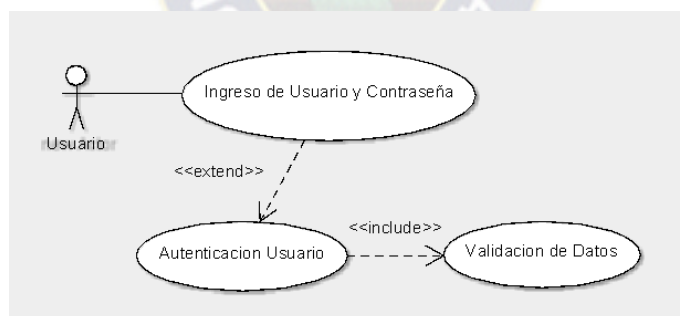 Ingreso de Usuario y Contraseña
Usuario
<<extend>>
<<include>>
Autenticacion Usuario
Validacion de Datos